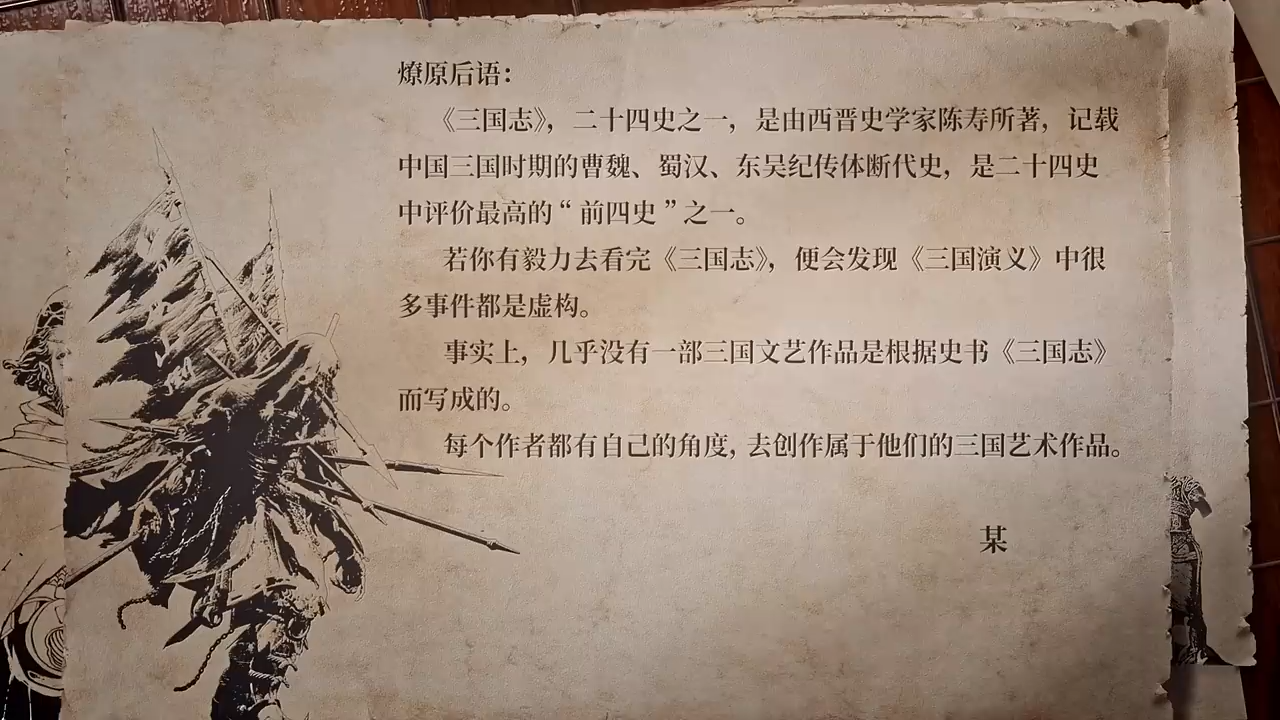 燎原后语：
《三国志》，二十四史之一，是由西晋史学家陈寿所著，记载
中国三国时期的曹魏、蜀汉、东吴纪传体断代史，是二十四史
中评价最高的“前四史”之一。
若你有毅力去看完《三国志》，便会发现《三国演义》中很
多事件都是虚构。
事实上，几乎没有一部三国文艺作品是根据史书《三国志》
而写成的。
每个作者都有自己的角度，去创作属于他们的三国艺术作品。
某